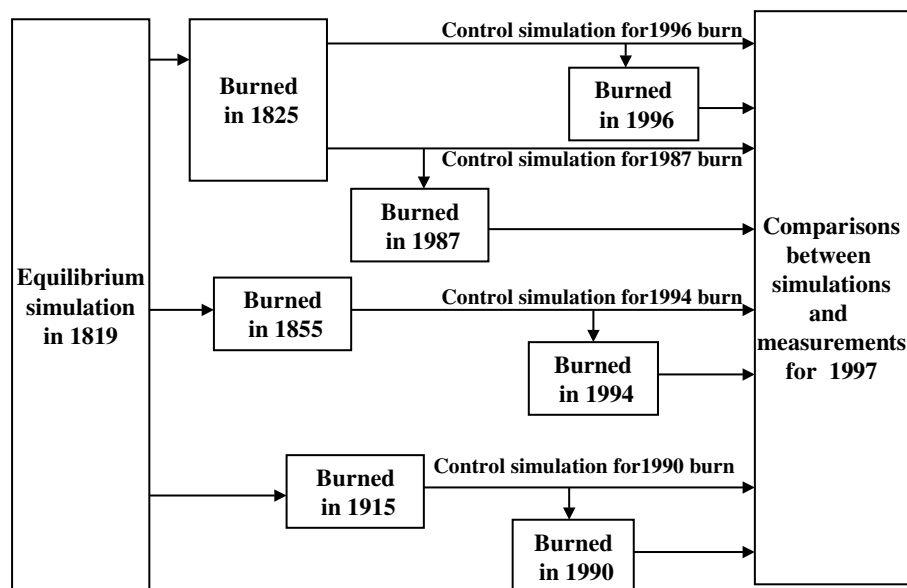 Equilibrium
simulation
in 1819
Burned
in 1825
Control simulation for1996 burn
Burned
in 1996
Control simulation for1987 burn
Burned
in 1987
Burned
in 1855
Control simulation for1994 burn
Burned
in 1994
Burned
in 1915
Control simulation for1990 burn
Burned
in 1990
Comparisons
between
simulations
and
measurements
for 1997